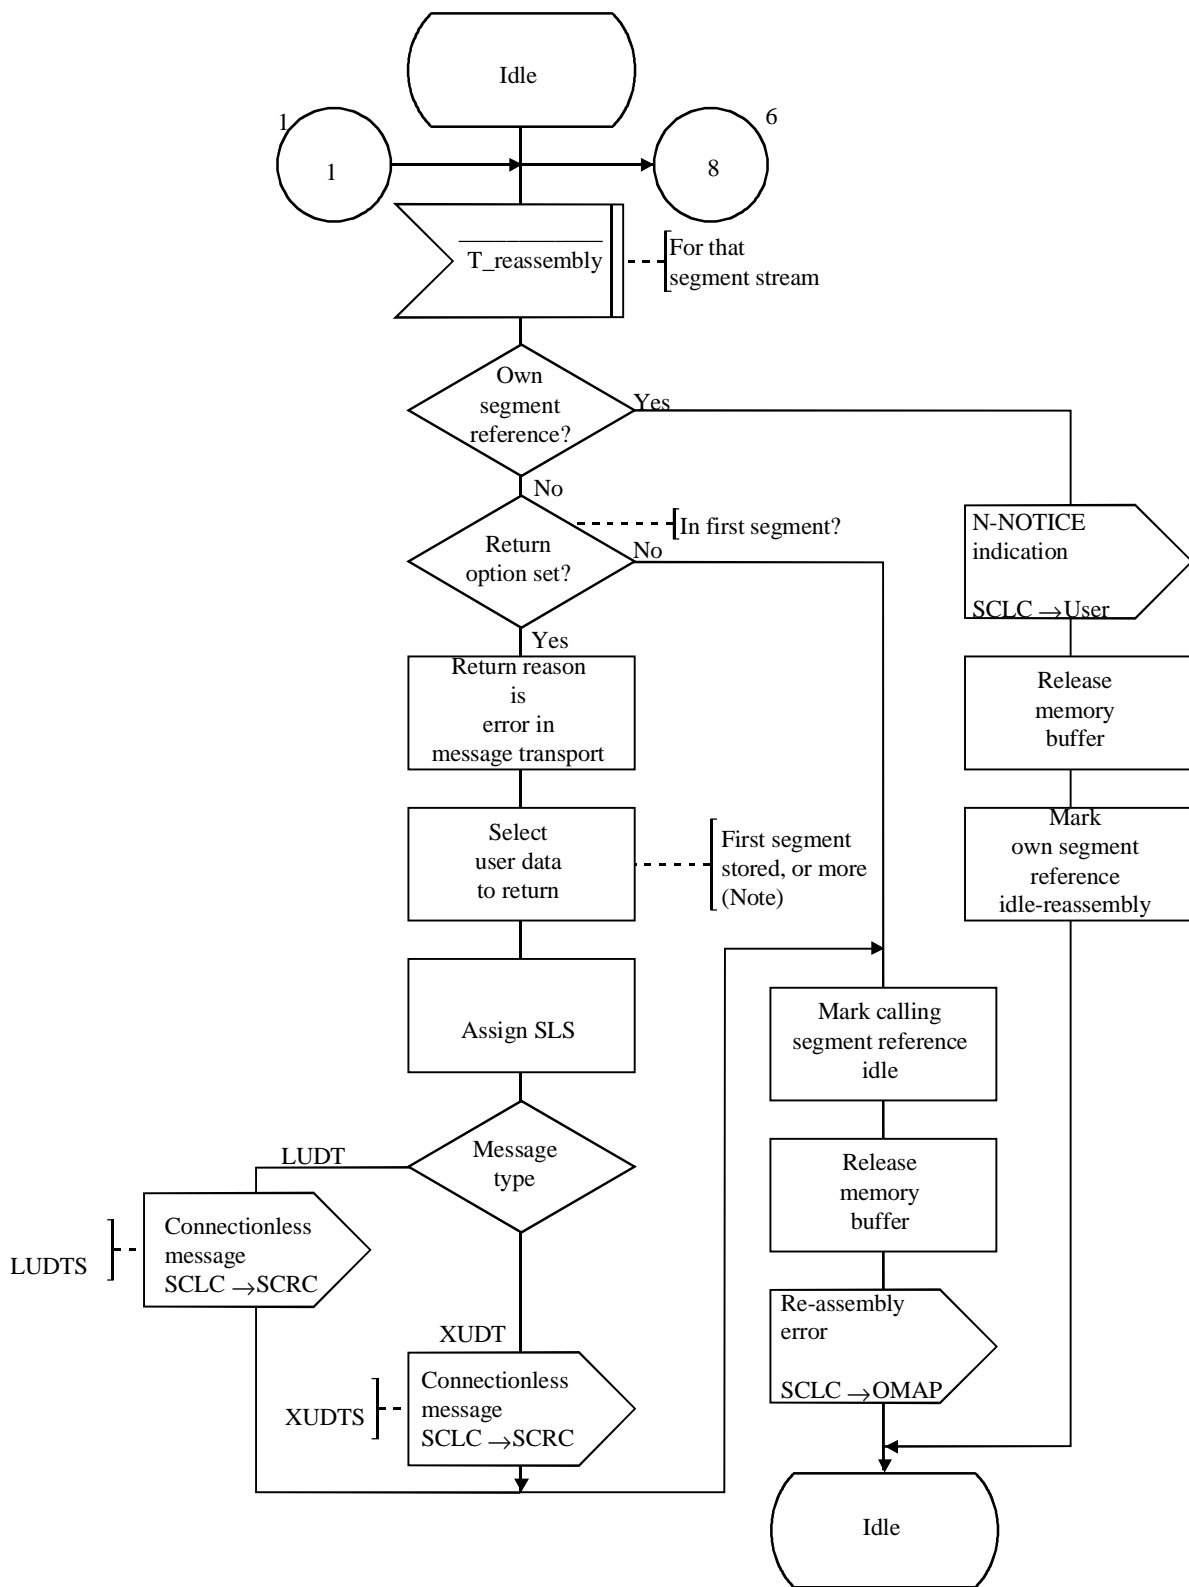 Idle
1
1
6
8
T_reassembly
For that
segment stream
Own
segment
reference?
Yes
No
In first segment?
Return
option set?
No
Yes
N-NOTICE
indication
SCLC →User
Return reason
is
error in
message transport
Release
memory
buffer
Select
user data
to return
First segment
stored, or more
(Note)
Mark
own segment
reference
idle-reassembly
Assign SLS
Mark calling
segment reference
idle
Message
type
LUDT
Release
memory
buffer
LUDTS
Connectionless
message
SCLC →SCRC
XUDT
Re-assembly
error
SCLC →OMAP
XUDTS
Connectionless
message
SCLC →SCRC
Idle